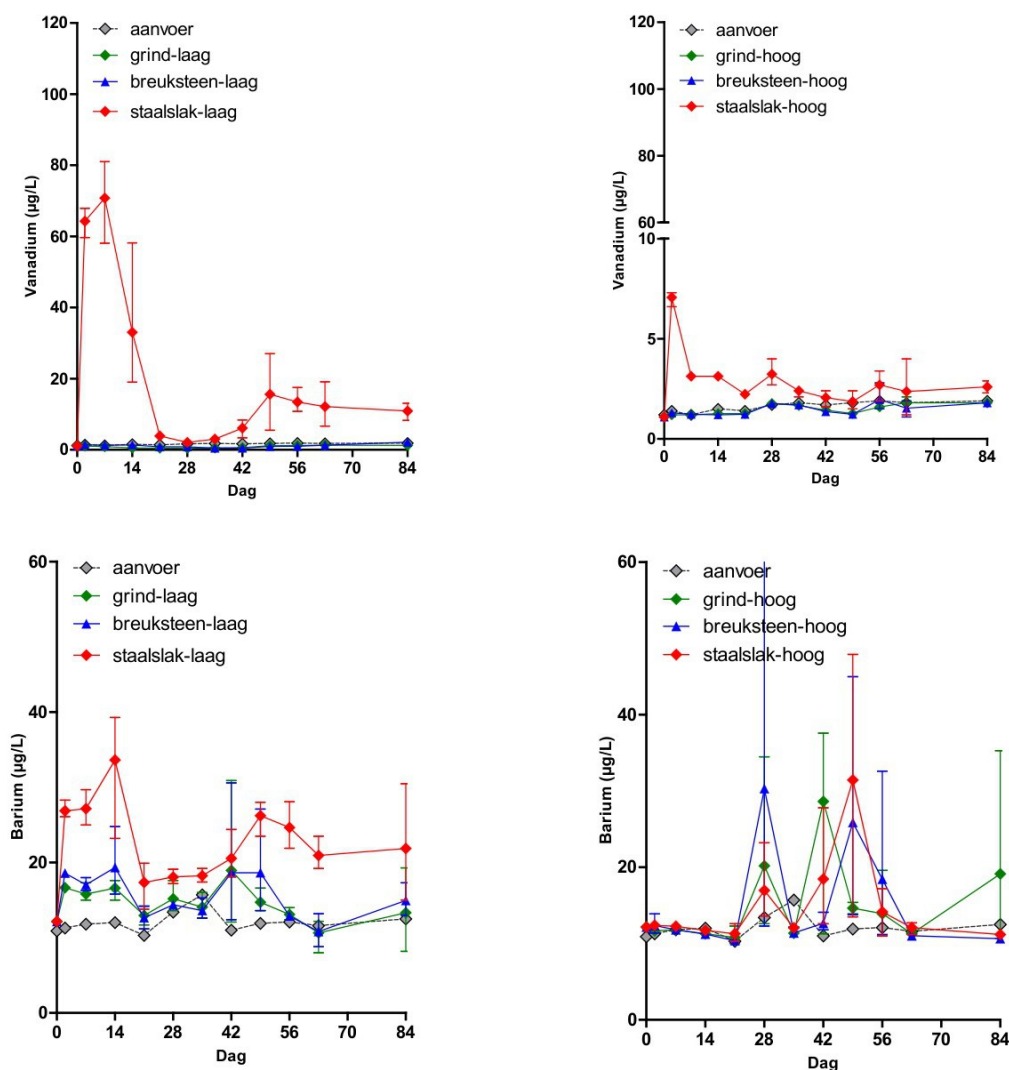 120
100
80
60
40
20
0
Vanadium (µg/L)
aanvoer
grind-laag
breuksteen-laag
staalslak-laag
0 14 28 42 56 70 84
Dag
120
100
80
60
10
5
0
Vanadium (µg/L)
aanvoer
grind-hoog
breuksteen-hoog
staalslak-hoog
0 14 28 42 56 70 84
Dag
60
40
20
0
Barium (µg/L)
aanvoer
grind-laag
breuksteen-laag
staalslak-laag
0 14 28 42 56 70 84
Dag
60
40
20
0
Barium (µg/L)
aanvoer
grind-hoog
breuksteen-hoog
staalslak-hoog
0 14 28 42 56 70 84
Dag